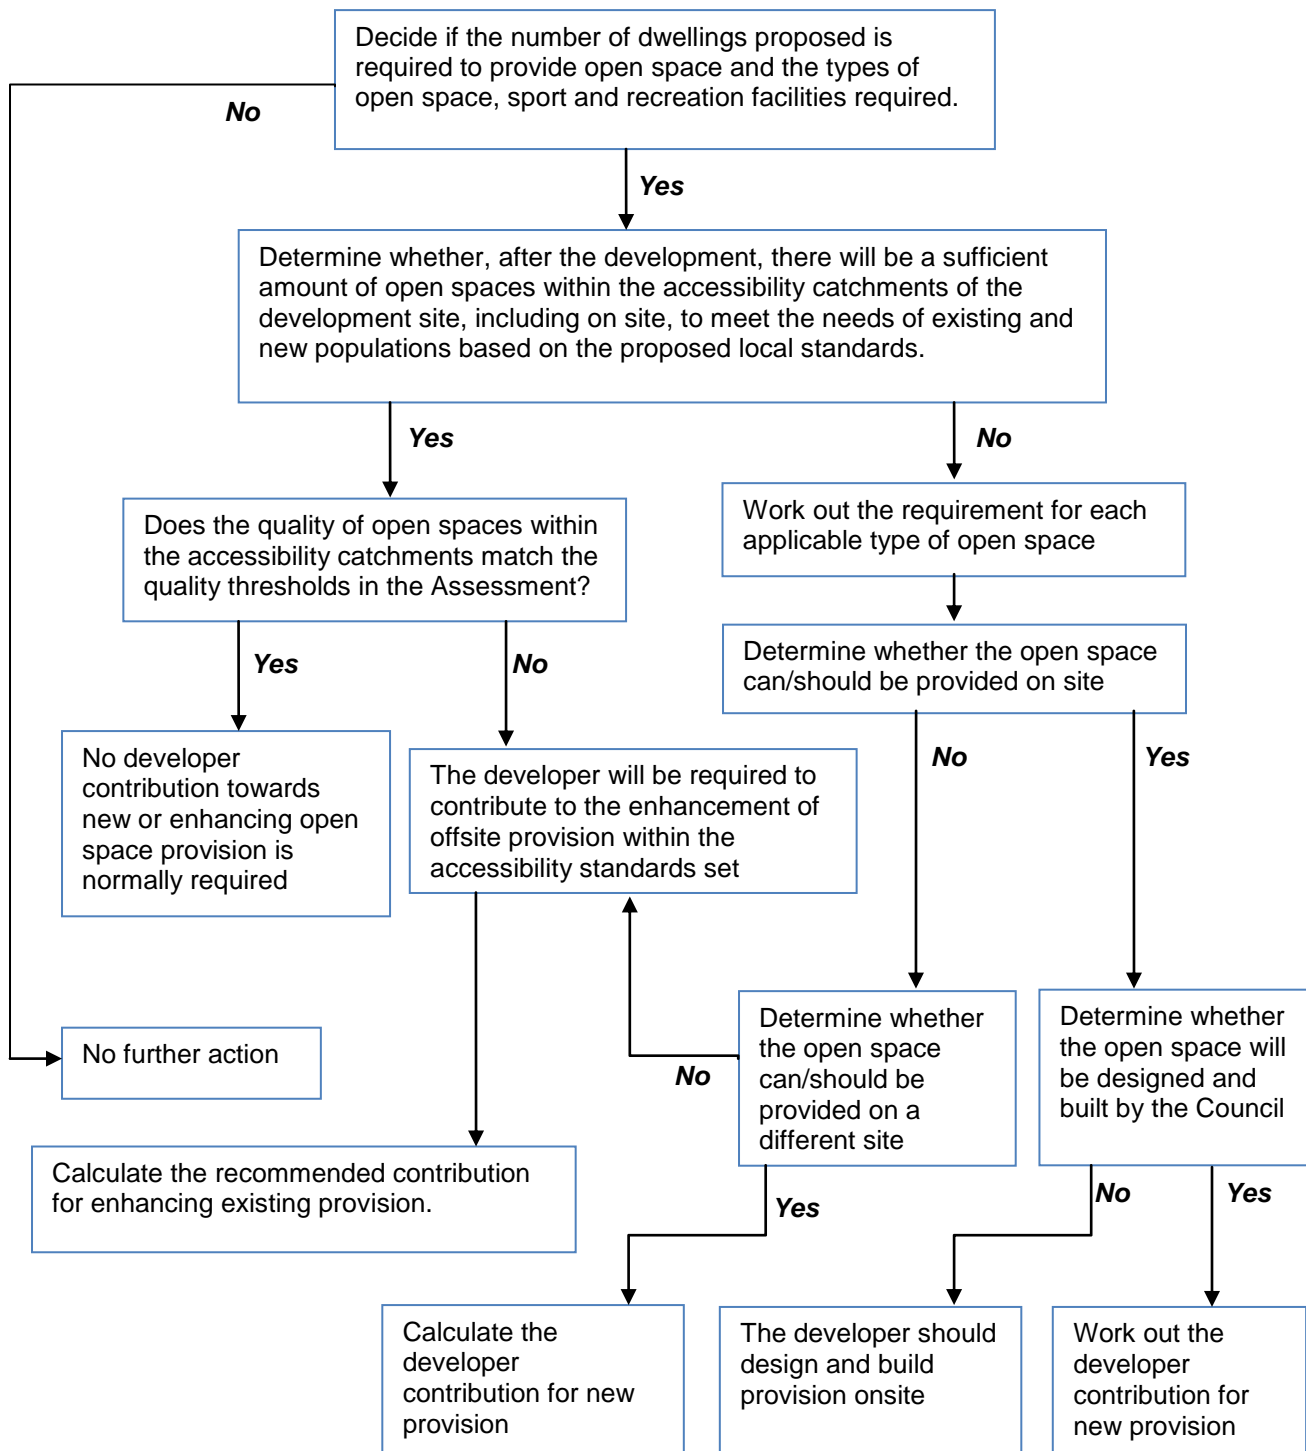 Decide if the number of dwellings proposed is
required to provide open space and the types of
open space, sport and recreation facilities required.
No
Yes
Determine whether, after the development, there will be a sufficient
amount of open spaces within the accessibility catchments of the
development site, including on site, to meet the needs of existing and
new populations based on the proposed local standards.
Yes
No
Does the quality of open spaces within
the accessibility catchments match the
quality thresholds in the Assessment?
Work out the requirement for each
applicable type of open space
Yes
No
Determine whether the open space
can/should be provided on site
No developer
contribution towards
new or enhancing open
space provision is
normally required
The developer will be required to
contribute to the enhancement of
offsite provision within the
accessibility standards set
No
Yes
No further action
Determine whether
the open space
can/should be
provided on a
different site
No
Determine whether
the open space will
be designed and
built by the Council
Calculate the recommended contribution
for enhancing existing provision.
Yes
No
Yes
Calculate the
developer
contribution for new
provision
The developer should
design and build
provision onsite
Work out the
developer
contribution for
new provision